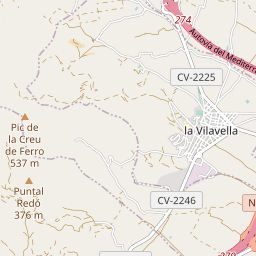 274
Autovia del Mediterr
CV-2225
la Vilavella
Pic de
la Creu
de Ferro
537 m
Puntal
Redó
376 m
CV-2246
N
270